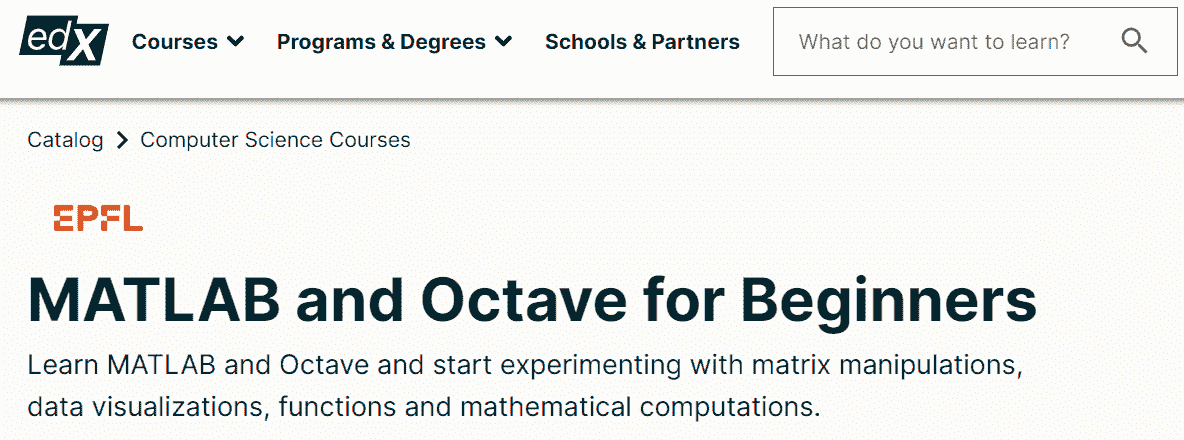 edX Courses Programs & Degrees Schools & Partners What do you want to learn?
Catalog Computer Science Courses
EPFL
MATLAB and Octave for Beginners
Learn MATLAB and Octave and start experimenting with matrix manipulations,
data visualizations, functions and mathematical computations.